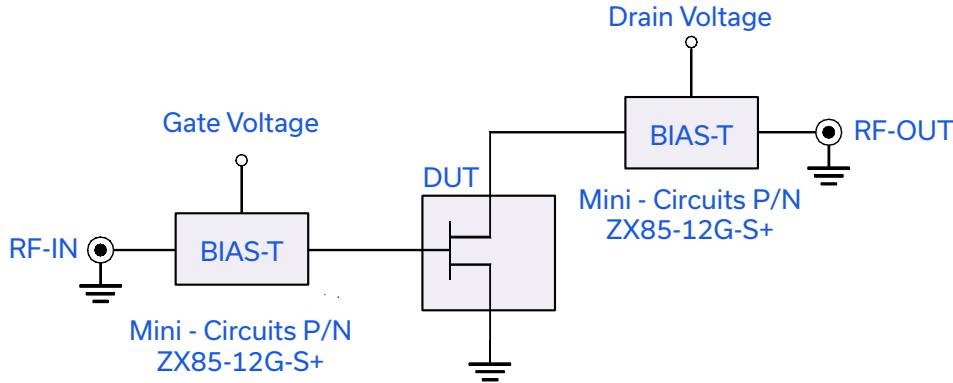 Drain Voltage
Gate Voltage
BIAS-T
RF-OUT
DUT
Mini - Circuits P/N
ZX85-12G-S+
RF-IN
BIAS-T
Mini - Circuits P/N
ZX85-12G-S+